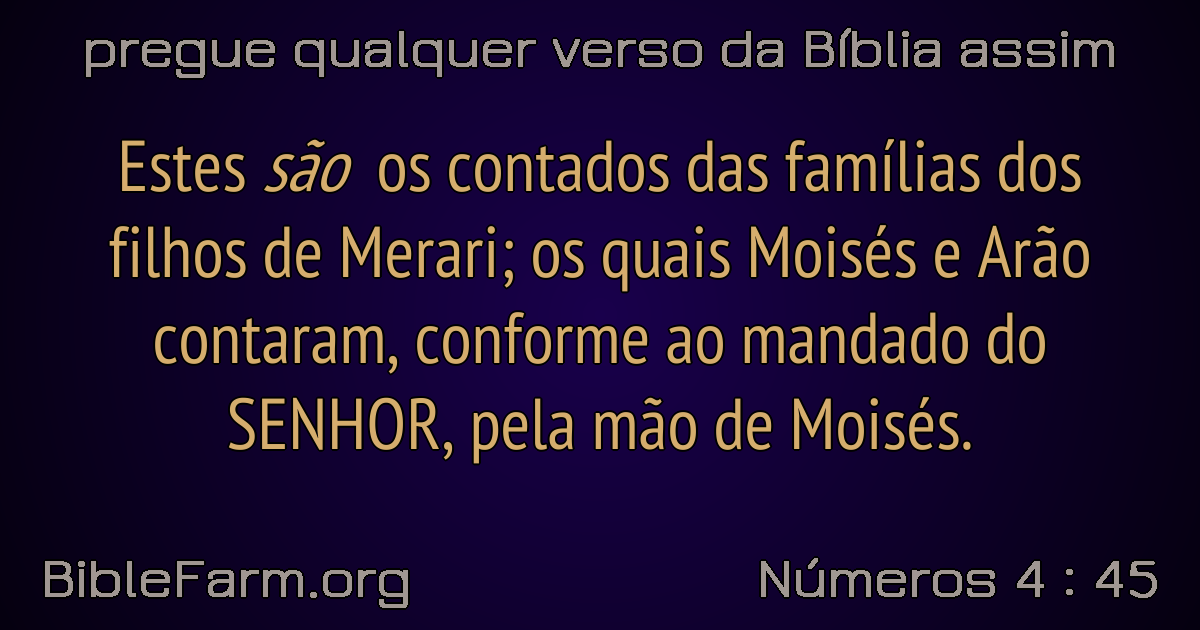 pregue qualquer verso da Bíblia assim
Estes são os contados das famílias dos
filhos de Merari; os quais Moisés e Arão
contaram, conforme ao mandado do
SENHOR, pela mão de Moisés.
BibleFarm.org
Números 4 : 45